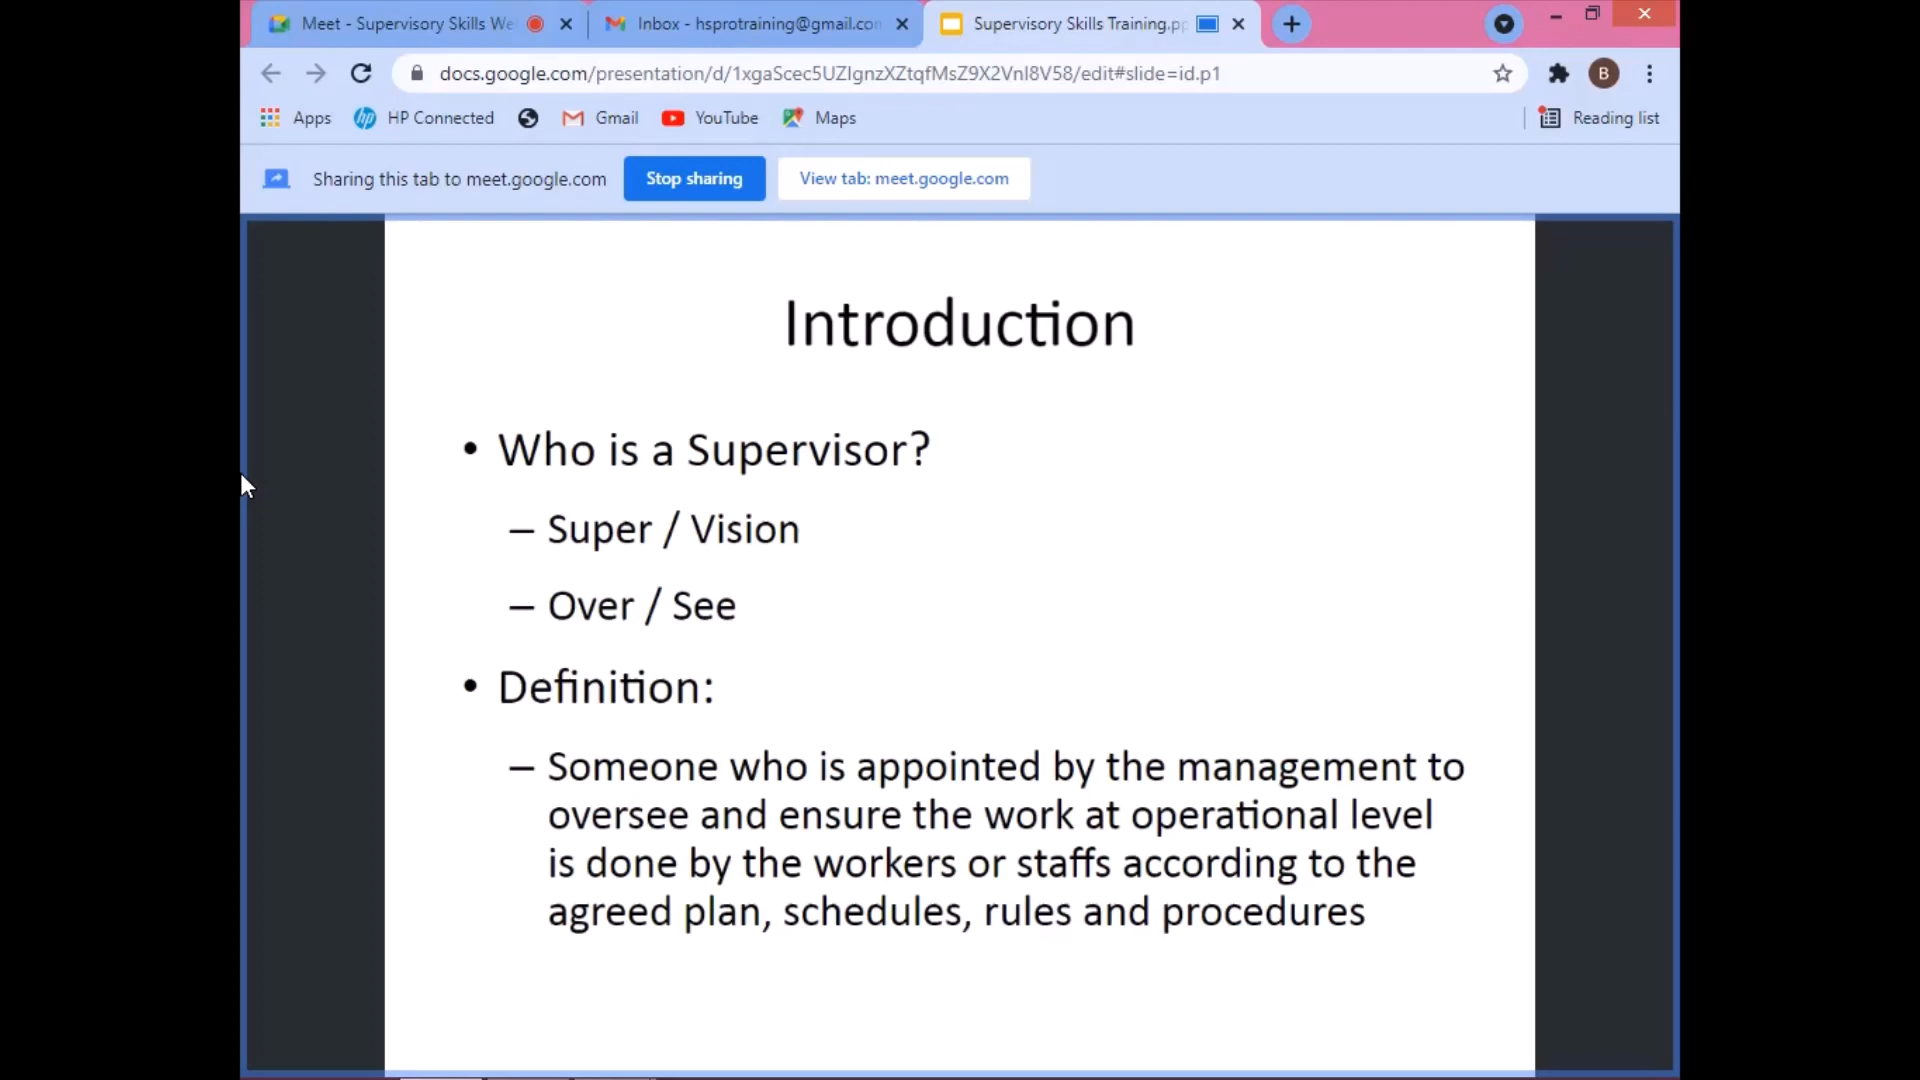 Meet - Supervisory Skills We
Inbox - hsprotraining@gmail.com
Supervisory Skills Training.pp
docs.google.com/presentation/d/1xgaScec5UZIgnzXZtqfMsZ9X2VnI8V58/edit#slide=id.p1
B
Apps
HP Connected
Gmail
YouTube
Maps
Reading list
Sharing this tab to meet.google.com
Stop sharing
View tab: meet.google.com
Introduction
• Who is a Supervisor?
– Super / Vision
– Over / See
• Definition:
– Someone who is appointed by the management to
oversee and ensure the work at operational level
is done by the workers or staffs according to the
agreed plan, schedules, rules and procedures